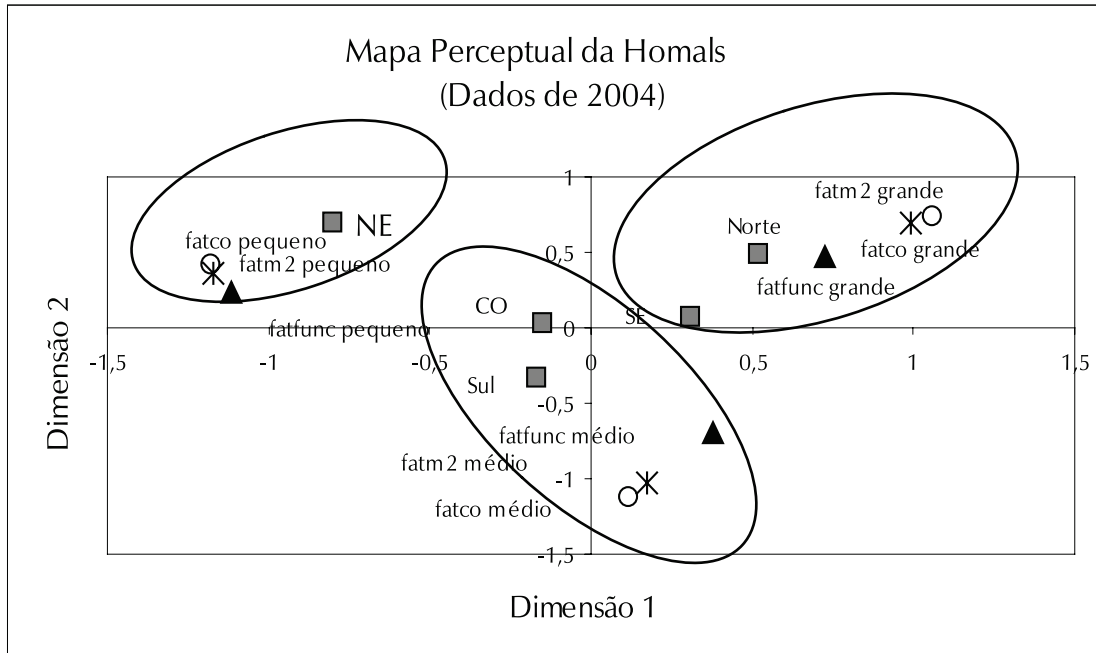 Mapa Perceptual da Homals
(Dados de 2004)
1
fatm2 grande
NE
Norte
fatco pequeno
fatm2 pequeno
0,5
fatco grande
fatfunc grande
CO
SE
fatfunc pequeno
0
-1,5
-1
-0,5
0
0,5
1
1,5
Sul
-0,5
fatfunc médio
fatm2 médio
-1
fatco médio
-1,5
Dimensão 2
Dimensão 1